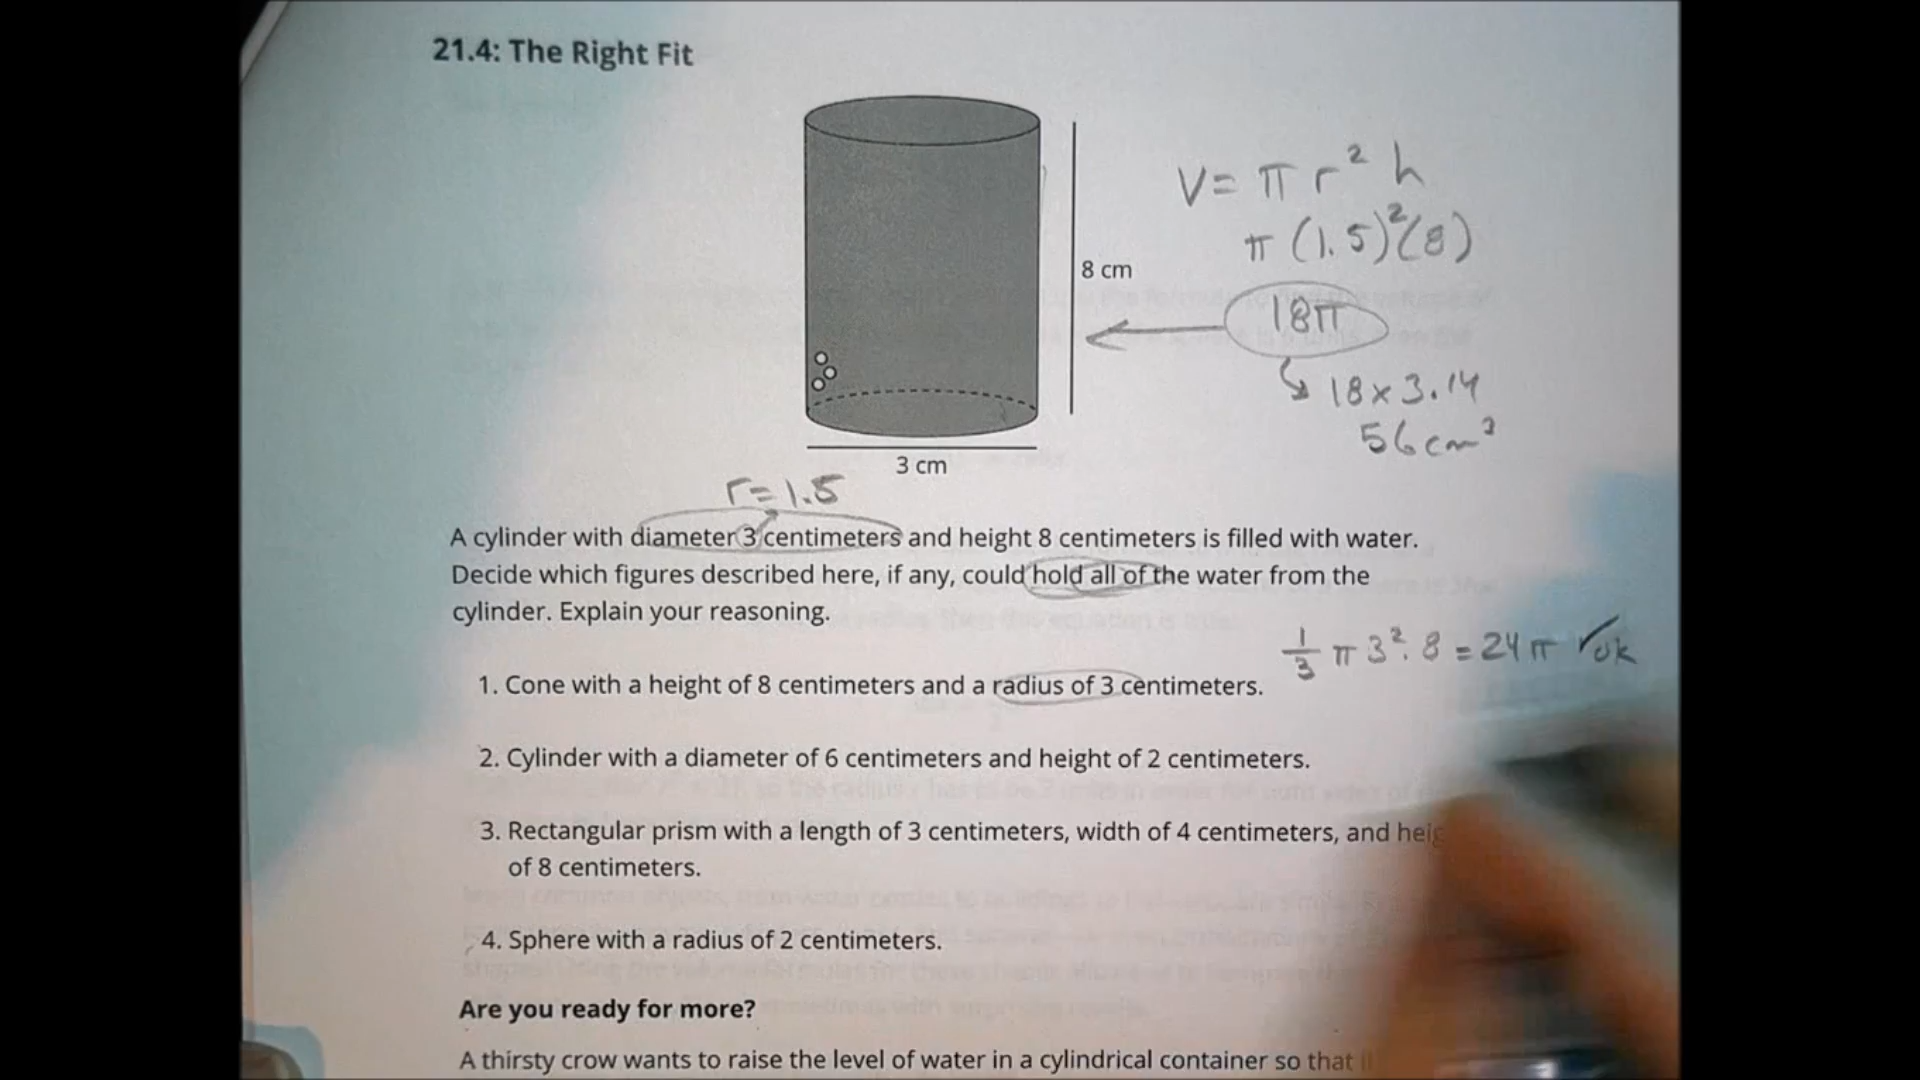 21.4: The Right Fit
V = π r² h
π (1.5)²(8)
8 cm
18π
18 x 3.14
56 cm³
3 cm
r = 1.5
A cylinder with diameter 3 centimeters and height 8 centimeters is filled with water.
Decide which figures described here, if any, could hold all of the water from the
cylinder. Explain your reasoning.
1/3 π 3² · 8 = 24 π ✓ok
1. Cone with a height of 8 centimeters and a radius of 3 centimeters.
2. Cylinder with a diameter of 6 centimeters and height of 2 centimeters.
3. Rectangular prism with a length of 3 centimeters, width of 4 centimeters, and
of 8 centimeters.
4. Sphere with a radius of 2 centimeters.
Are you ready for more?
A thirsty crow wants to raise the level of water in a cylindrical container so that